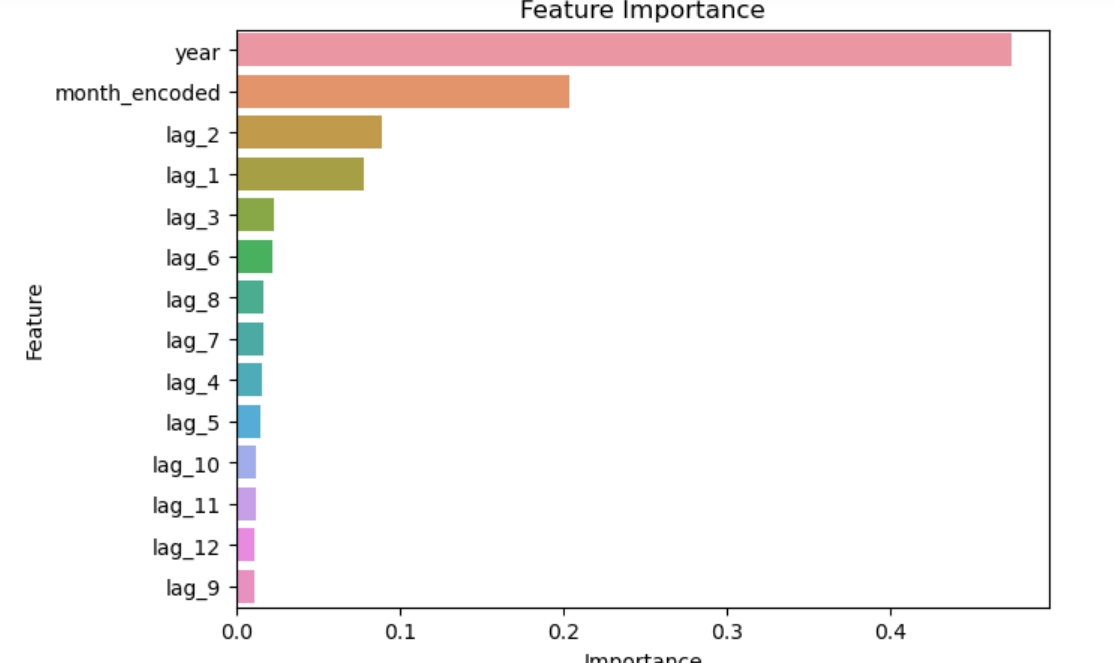 Feature Importance
year
month_encoded
lag_2
lag_1
lag_3
lag_6
lag_8
lag_7
lag_4
lag_5
lag_10
lag_11
lag_12
lag_9
Feature
0.0 0.1 0.2 0.3 0.4
Importance